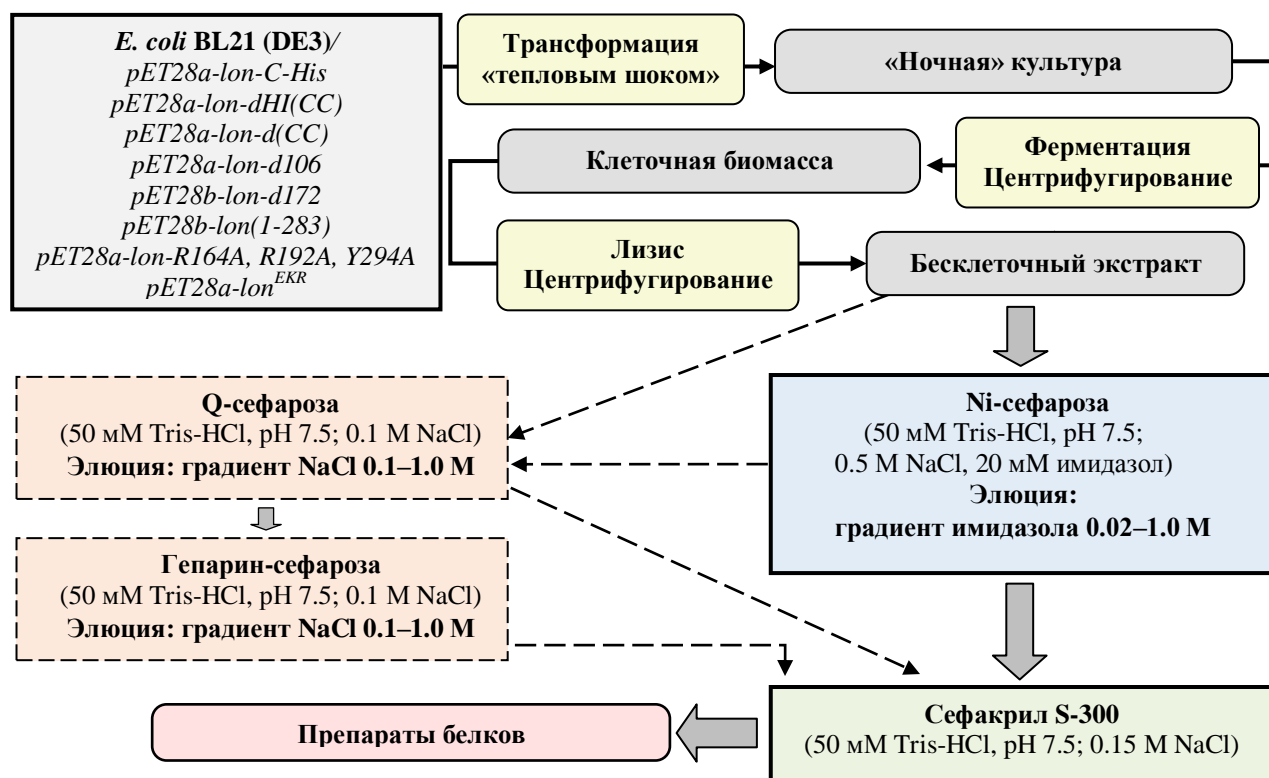 E. coli BL21 (DE3)/
pET28a-lon-C-His
pET28a-lon-dHI(CC)
pET28a-lon-d(CC)
pET28a-lon-d106
pET28b-lon-d172
pET28b-lon(1-283)
pET28a-lon-R164A, R192A, Y294A
pET28a-lon^EKR
Трансформация
«тепловым шоком»
«Ночная» культура
Ферментация
Центрифугирование
Клеточная биомасса
Лизис
Центрифугирование
Бесклеточный экстракт
Q-сефароза
(50 мМ Tris-HCl, pH 7.5; 0.1 М NaCl)
Элюция: градиент NaCl 0.1–1.0 М
Гепарин-сефароза
(50 мМ Tris-HCl, pH 7.5; 0.1 М NaCl)
Элюция: градиент NaCl 0.1–1.0 М
Ni-сефароза
(50 мМ Tris-HCl, pH 7.5;
0.5 М NaCl, 20 мМ имидазол)
Элюция:
градиент имидазола 0.02–1.0 М
Сефакрил S-300
(50 мМ Tris-HCl, pH 7.5; 0.15 М NaCl)
Препараты белков